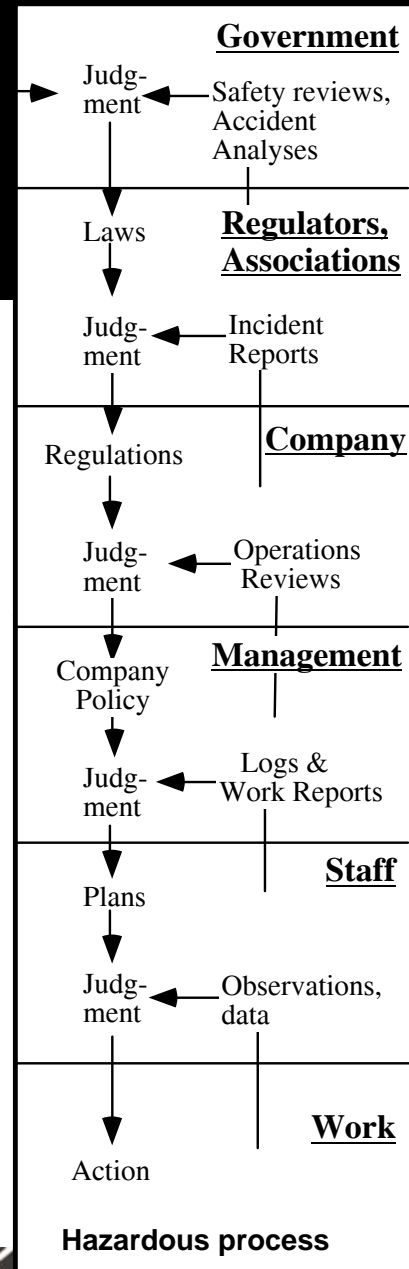 Government
Judg-
ment
Safety reviews,
Accident
Analyses
Laws
Regulators,
Associations
Judg-
ment
Incident
Reports
Company
Regulations
Judg-
ment
Operations
Reviews
Management
Company
Policy
Judg-
ment
Logs &
Work Reports
Staff
Plans
Judg-
ment
Observations,
data
Work
Action
Hazardous process